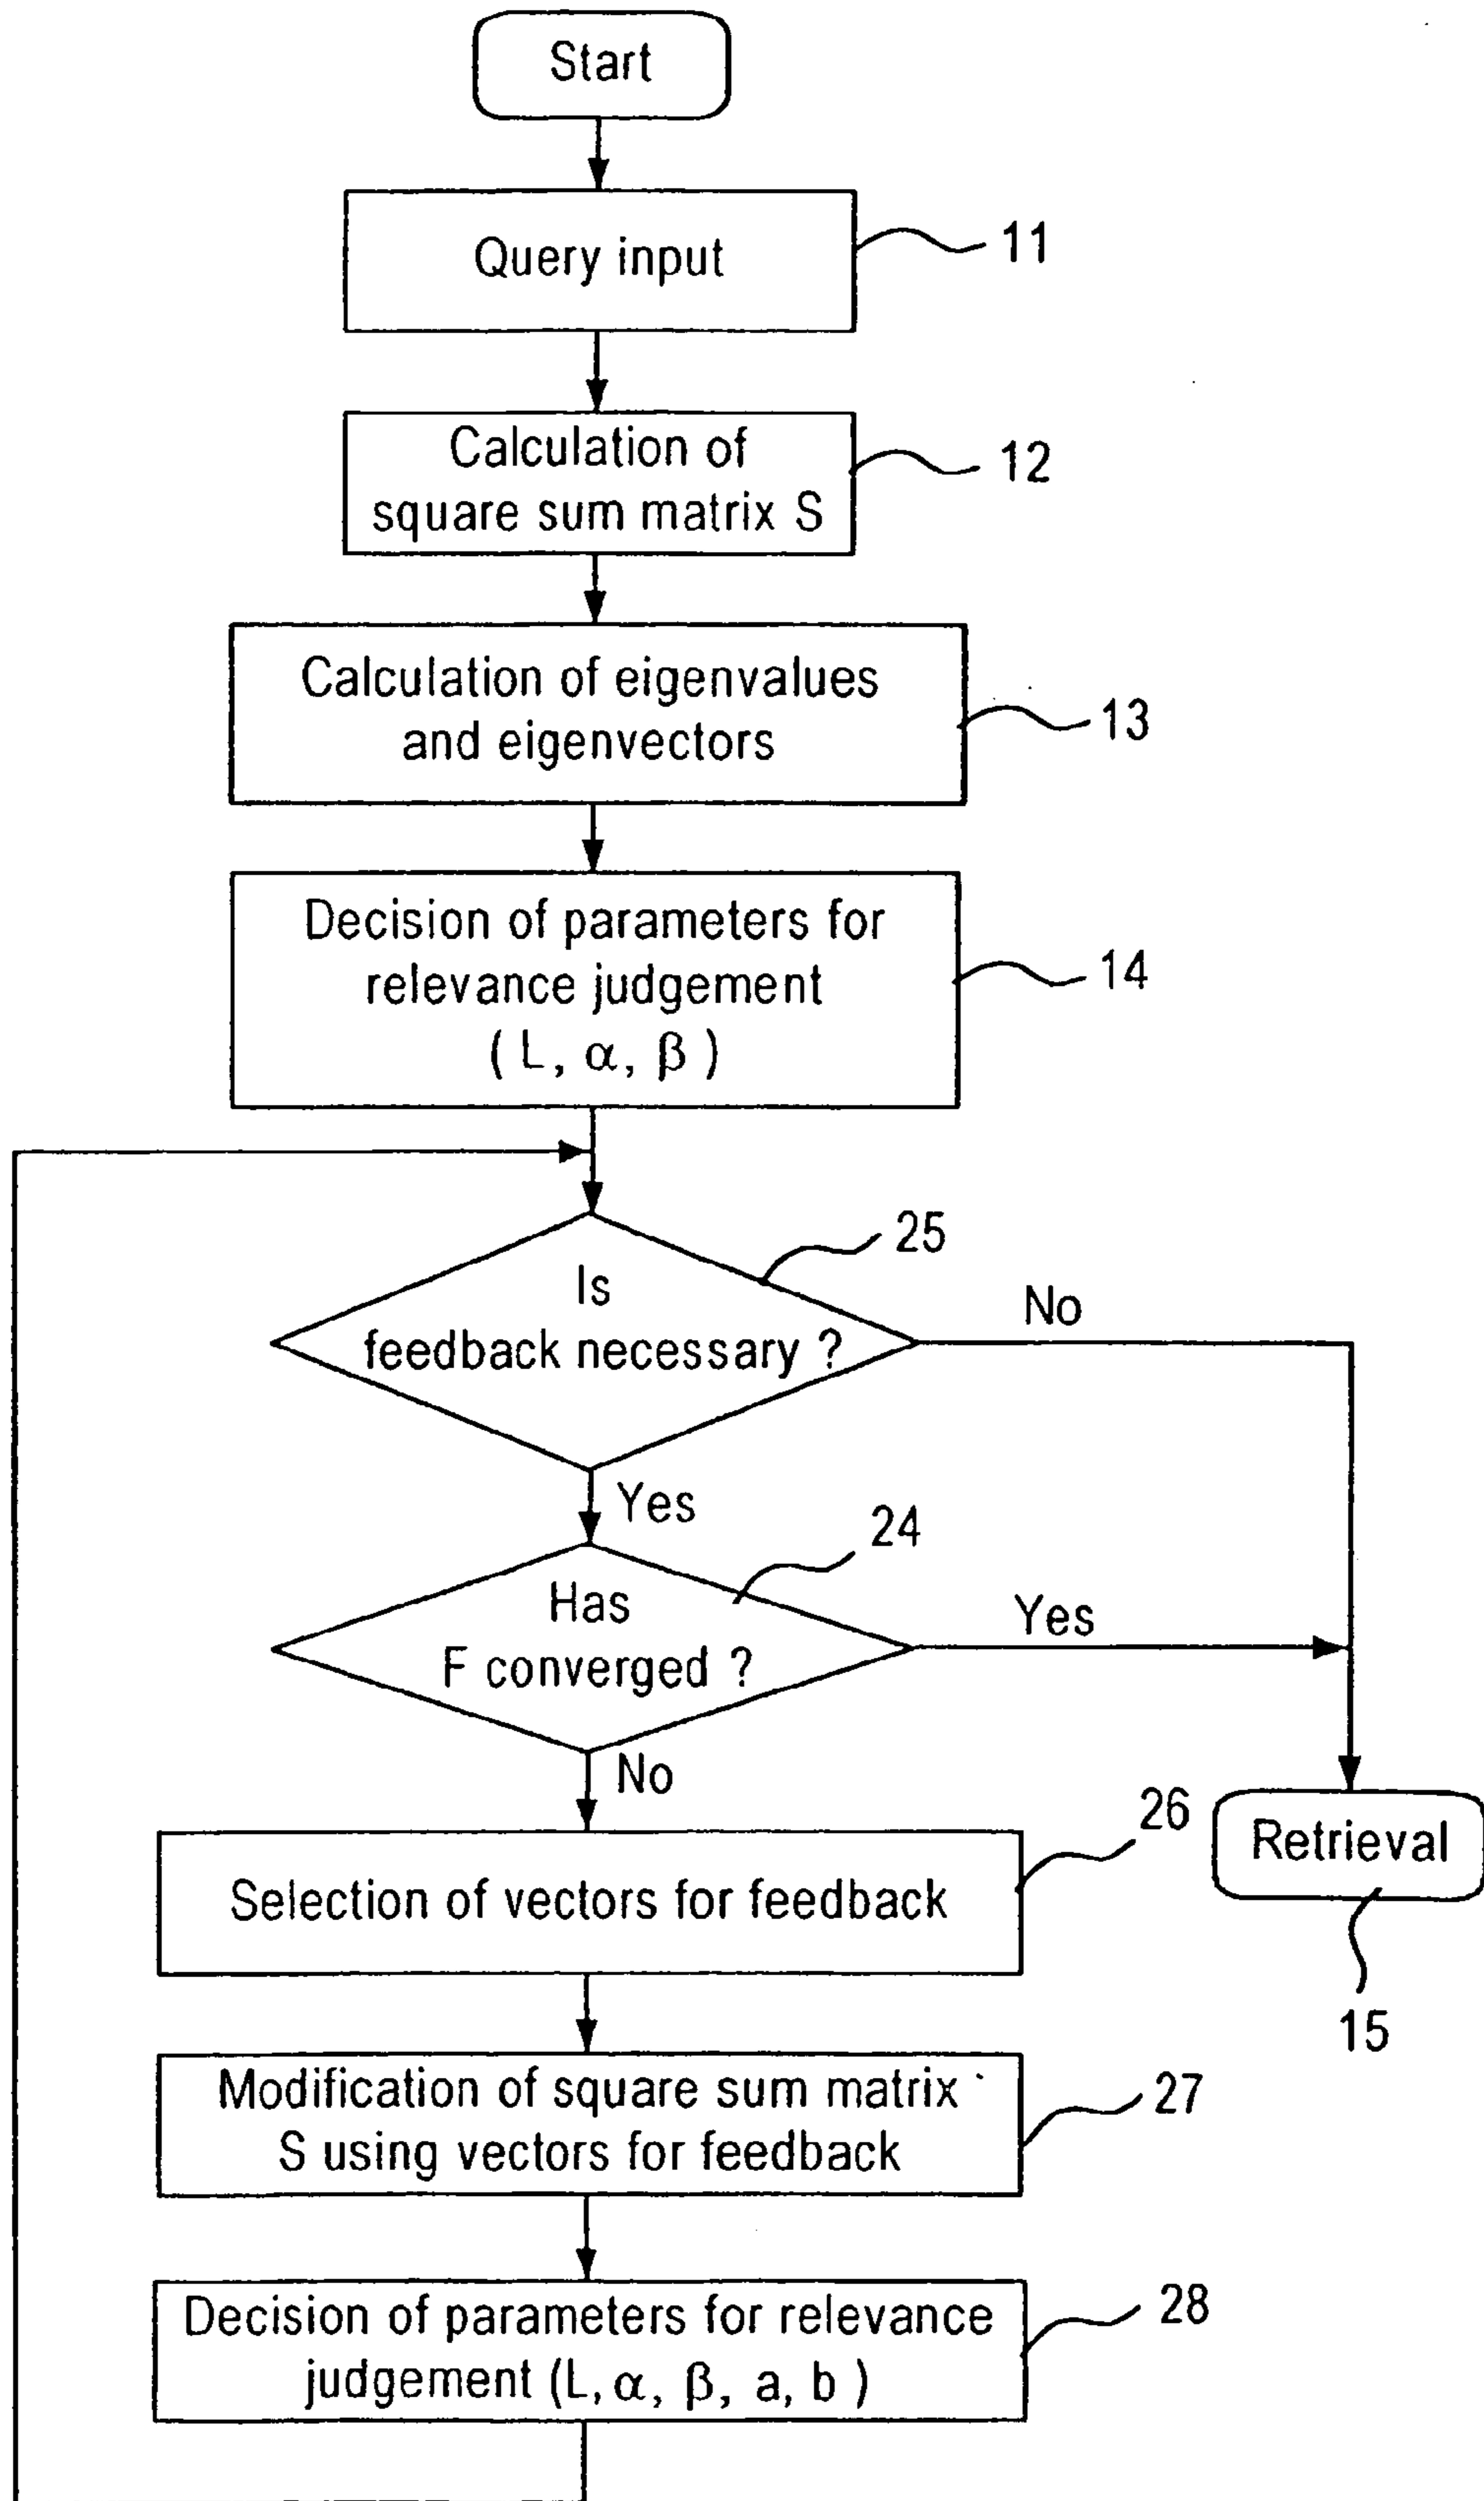 Start
Query input
11
Calculation of
square sum matrix S
12
Calculation of eigenvalues
and eigenvectors
13
Decision of parameters for
relevance judgement
( L, α, β )
14
25
Is
feedback necessary ?
No
Yes
24
Has
F converged ?
Yes
No
26
Selection of vectors for feedback
Retrieval
15
Modification of square sum matrix
S using vectors for feedback
27
Decision of parameters for relevance
judgement (L, α, β, a, b )
28